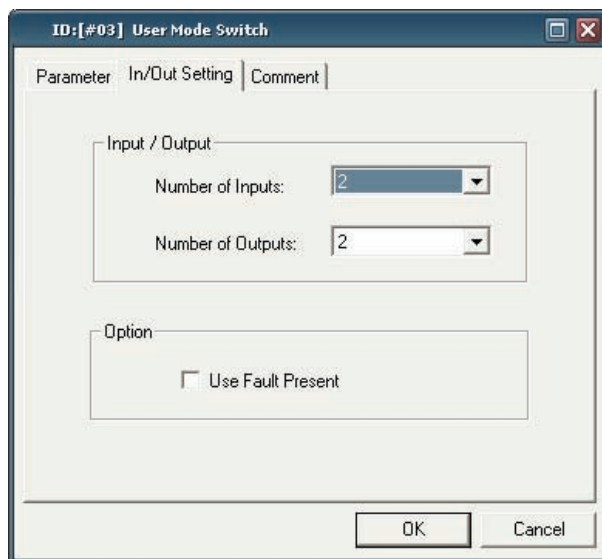 ID:[#03] User Mode Switch
Parameter In/Out Setting Comment
Input / Output
Number of Inputs: 2
Number of Outputs: 2
Option
Use Fault Present
OK Cancel